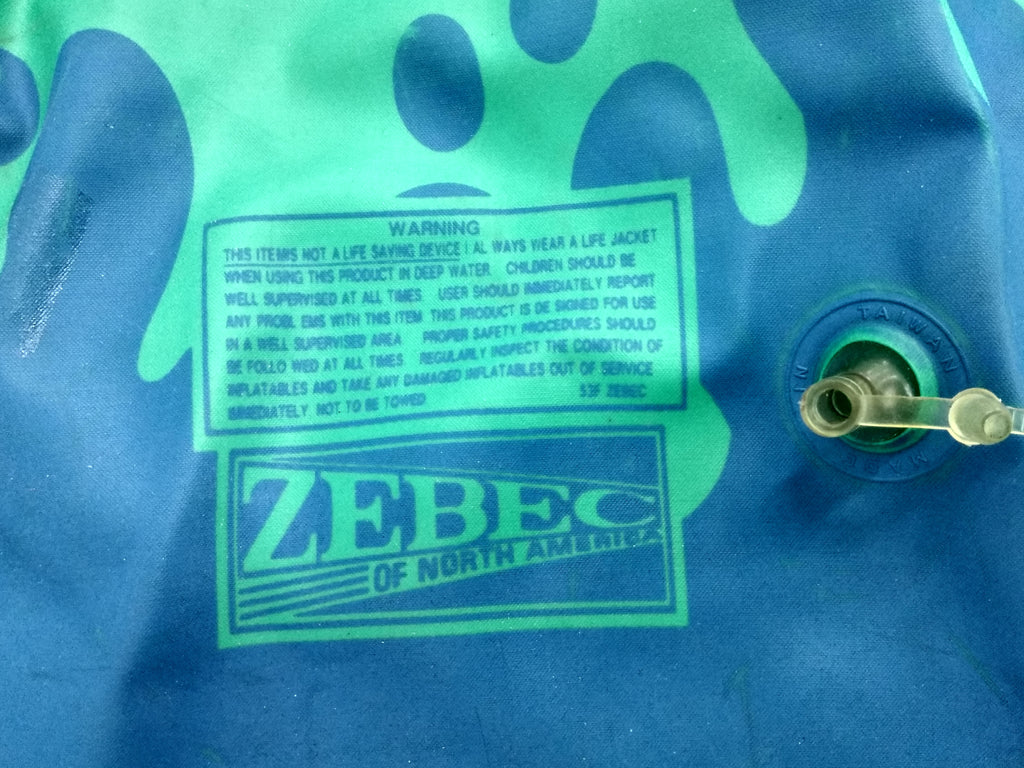 WARNING
THIS ITEMS NOT A LIFE SAVING DEVICE ! AL WAYS WEAR A LIFE JACKET
WHEN USING THIS PRODUCT IN DEEP WATER CHILDREN SHOULD BE
WELL SUPERVISED AT ALL TIMES USER SHOULD IMMEDIATELY REPORT
ANY PROBL EMS WITH THIS ITEM THIS PRODUCT IS DE SIGNED FOR USE
IN A WELL SUPERVISED AREA PROPER SAFETY PROCEDURES SHOULD
BE FOLLO WED AT ALL TIMES REGULARLY INSPECT THE CONDITION OF
INFLATABLES AND TAKE ANY DAMAGED INFLATABLES OUT OF SERVICE
IMMEDIATELY. NOT TO BE TOWED ZEBEC
ZEBEC
OF NORTH AMERICA
MADE IN TAIWAN